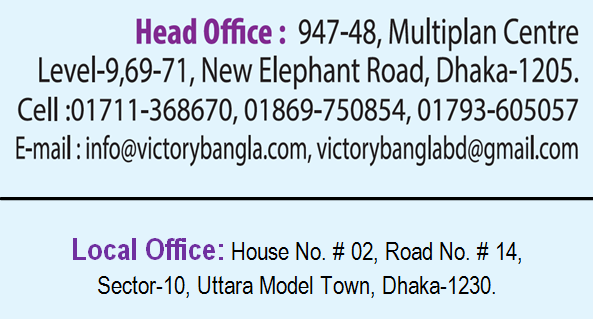 Head Office : 947-48, Multiplan Centre
Level-9,69-71, New Elephant Road, Dhaka-1205.
Cell :01711-368670, 01869-750854, 01793-605057
E-mail : info@victorybangla.com, victorybanglabd@gmail.com
Local Office: House No. # 02, Road No. # 14,
Sector-10, Uttara Model Town, Dhaka-1230.